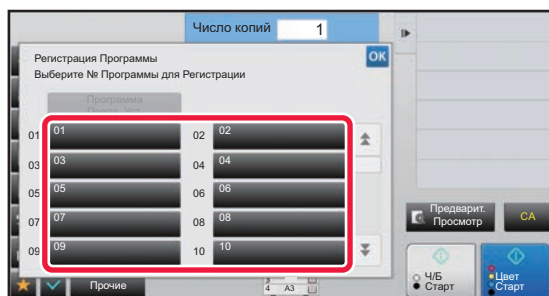 Число копий 1
Регистрация Программы
OK
Выберите № Программы для Регистрации
Программа
01 01 02 02
03 03 04 04
05 05 06 06
07 07 08 08
09 09 10 10
Предварит.
Просмотр
CA
Ч/Б
Старт
Цвет
Старт
Прочие
4 A3